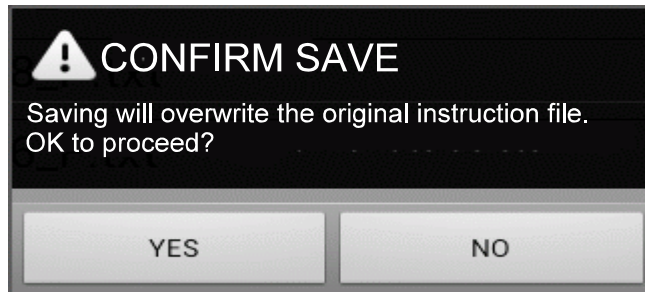 CONFIRM SAVE
Saving will overwrite the original instruction file.
OK to proceed?
YES
NO